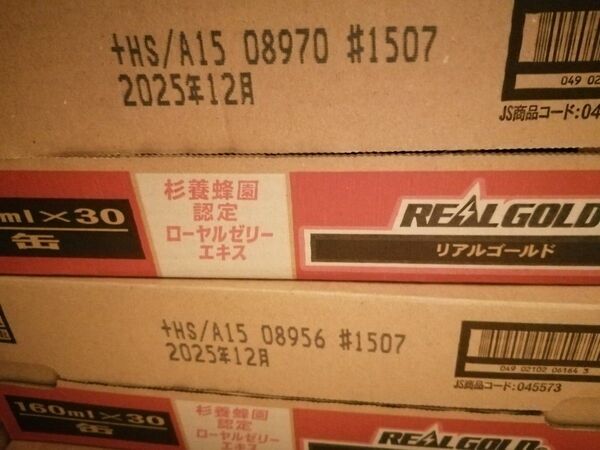 +HS/A15 08970 #1507
2025年12月
049 02
JS商品コード:04
ml×30
缶
杉養蜂園
認定
ローヤルゼリー
エキス
REALGOLD
リアルゴールド
+HS/A15 08956 #1507
2025年12月
049 02102 06164 3
JS商品コード:045573
160ml×30
缶
杉養蜂園
認定
ローヤルゼリー
エキス
REALGOLD